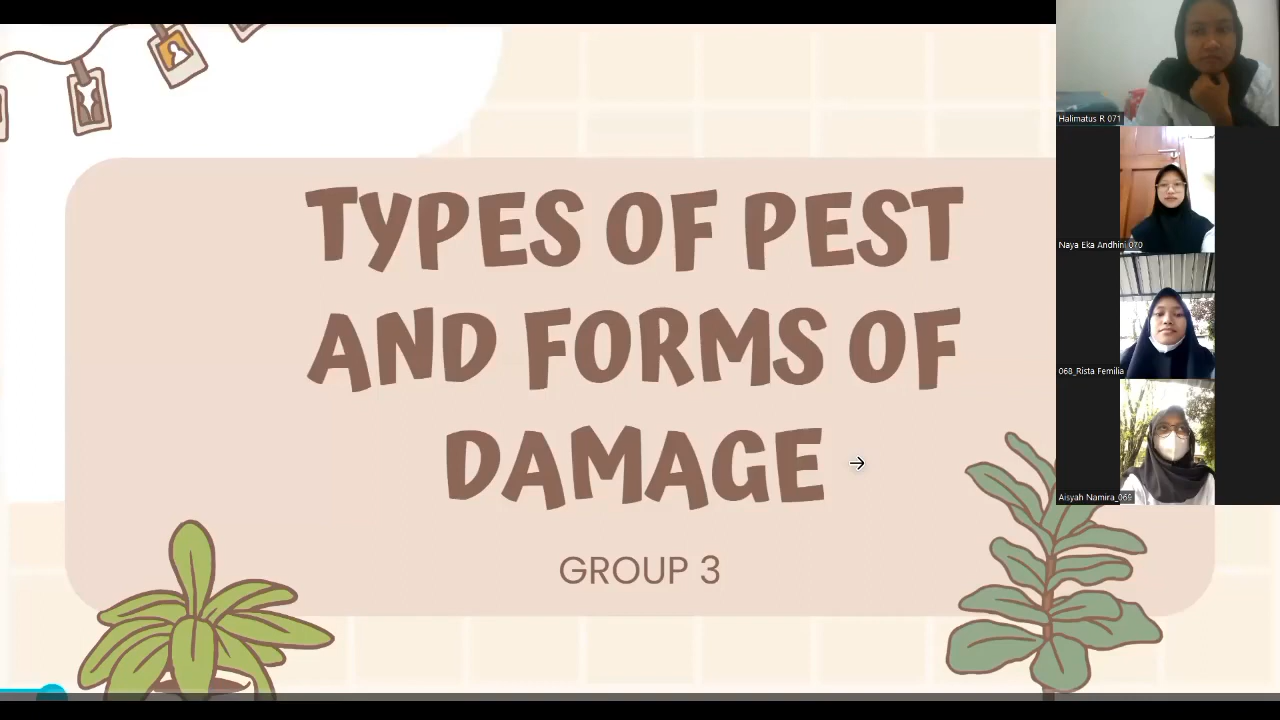 TYPES OF PEST
AND FORMS OF
DAMAGE
GROUP 3
Halimatus R 071
Naya Eka Andhini 070
068_Rista Femilia
Aisyah Namira_069